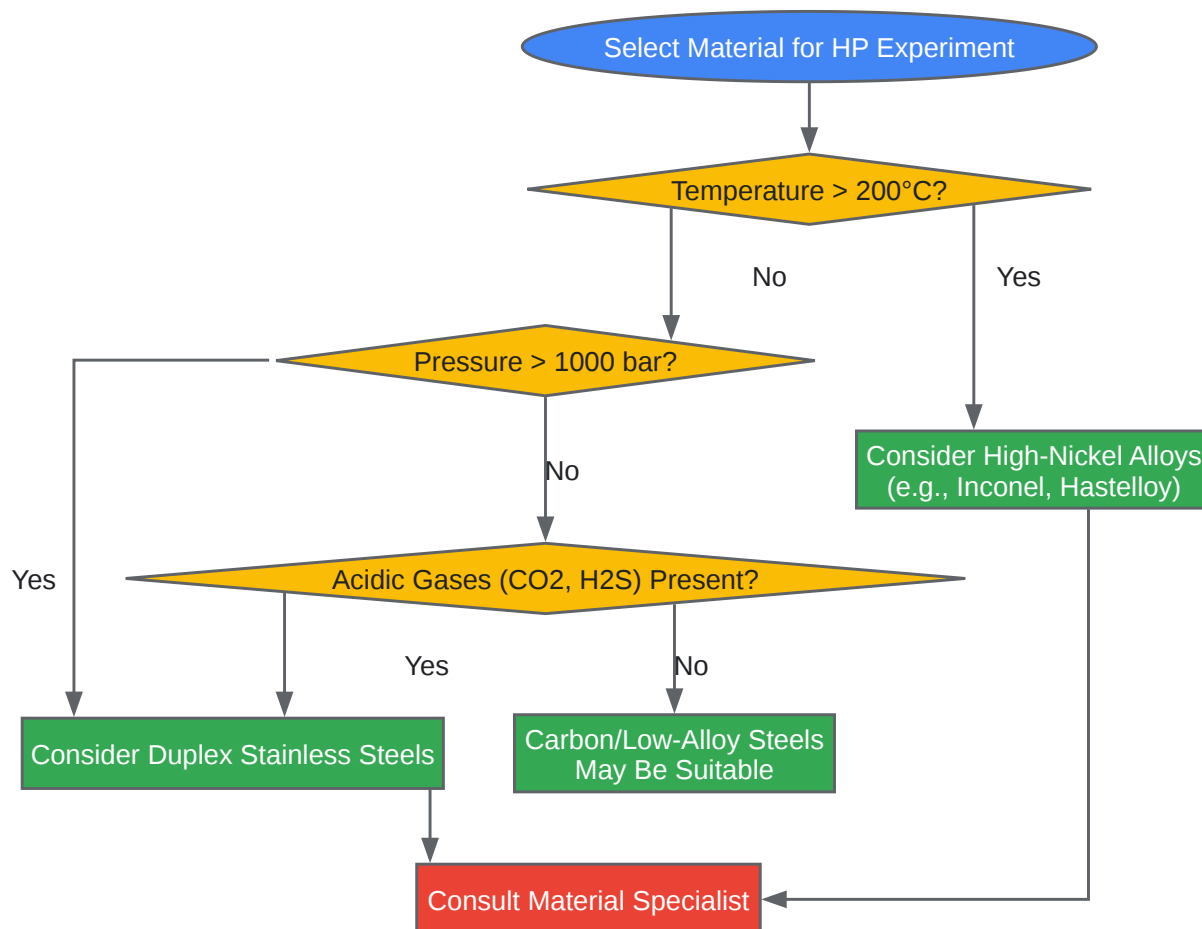 Select Material for HP Experiment
Temperature > 200°C?
No
Yes
Pressure > 1000 bar?
Consider High-Nickel Alloys
(e.g., Inconel, Hastelloy)
No
Yes
Acidic Gases (CO2, H2S) Present?
Yes
No
Consider Duplex Stainless Steels
Carbon/Low-Alloy Steels
May Be Suitable
Consult Material Specialist